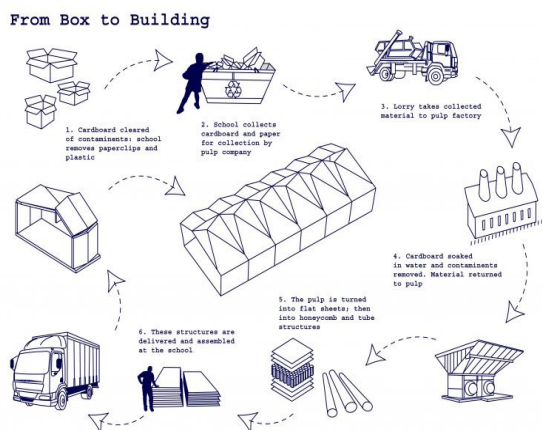 From Box to Building
1. Cardboard cleared
of contaminents: school
removes paperclips and
plastic
2. School collects
cardboard and paper
for collection by
pulp company
3. Lorry takes collected
material to pulp factory
4. Cardboard soaked
in water and contaminents
removed. Material returned
to pulp
5. The pulp is turned
into flat sheets; then
into honeycomb and tube
structures
6. These structures are
delivered and assembled
at the school